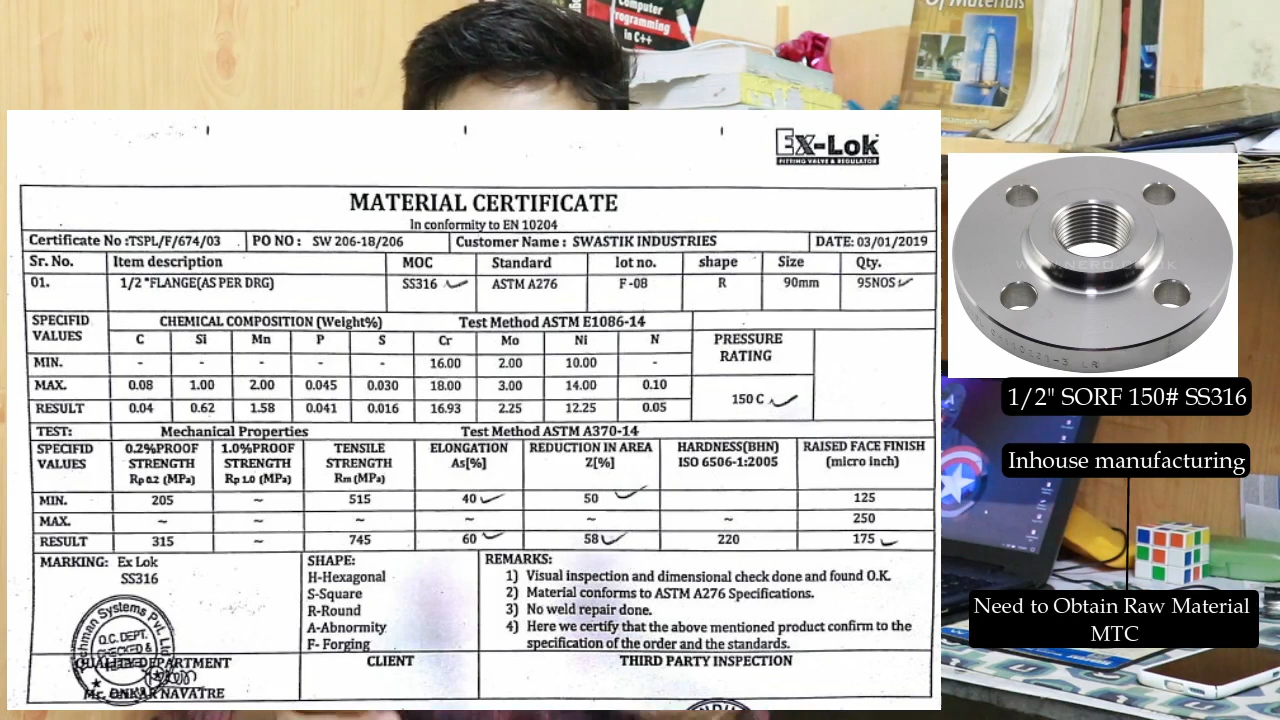 Computer
Programming
in C++
Of Materials
Ex-Lok
FITTING VALVE & REGULATOR
MATERIAL CERTIFICATE
In conformity to EN 10204
Certificate No :TSPL/F/674/03 PO NO : SW 206-18/206 Customer Name : SWASTIK INDUSTRIES DATE: 03/01/2019
Sr. No. Item description MOC Standard lot no. shape Size Qty.
01. 1/2 "FLANGE(AS PER DRG) SS316 ASTM A276 F-08 R 90mm 95NOS
SPECIFID VALUES CHEMICAL COMPOSITION (Weight%) Test Method ASTM E1086-14
C Si Mn P S Cr Mo Ni N PRESSURE RATING
MIN. - - - - - 16.00 2.00 10.00 -
MAX. 0.08 1.00 2.00 0.045 0.030 18.00 3.00 14.00 0.10
RESULT 0.04 0.62 1.58 0.041 0.016 16.93 2.25 12.25 0.05 150 C
TEST: Mechanical Properties Test Method ASTM A370-14
SPECIFID 0.2%PROOF 1.0%PROOF TENSILE ELONGATION REDUCTION IN AREA HARDNESS(BHN) RAISED FACE FINISH
VALUES STRENGTH STRENGTH STRENGTH As[%] Z[%] ISO 6506-1:2005 (micro inch)
Rp 0.2 (MPa) Rp 1.0 (MPa) Rm (MPa)
MIN. 205 ~ 515 40 50 125
MAX. ~ ~ ~ ~ ~ ~ 250
RESULT 315 ~ 745 60 58 220 175
MARKING: Ex Lok
SS316
SHAPE:
H-Hexagonal
S-Square
R-Round
A-Abnormity
F- Forging
REMARKS:
1) Visual inspection and dimensional check done and found O.K.
2) Material conforms to ASTM A276 Specifications.
3) No weld repair done.
4) Here we certify that the above mentioned product confirm to the
specification of the order and the standards.
Systems Pvt. Ltd.
Q.C. DEPT.
CHECKED &
QUALITY DEPARTMENT CLIENT THIRD PARTY INSPECTION
Mr. ONKAR NAVATRE
1/2" SORF 150# SS316
Inhouse manufacturing
Need to Obtain Raw Material
MTC